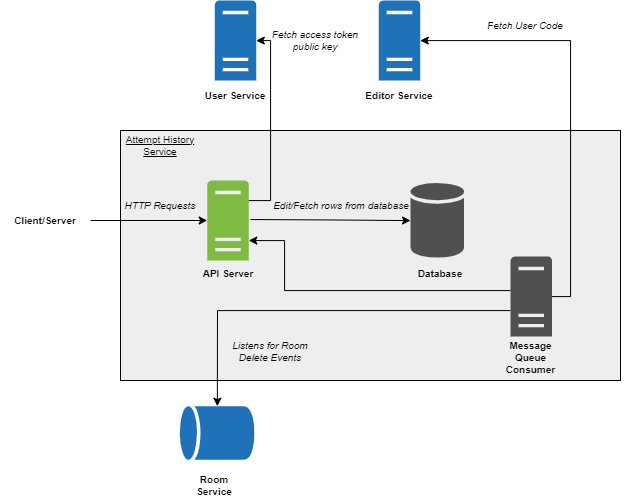 Fetch access token
public key
Fetch User Code
User Service
Editor Service
Attempt History
Service
HTTP Requests
Edit/Fetch rows from database
Client/Server
API Server
Database
Listens for Room
Delete Events
Message
Queue
Consumer
Room
Service